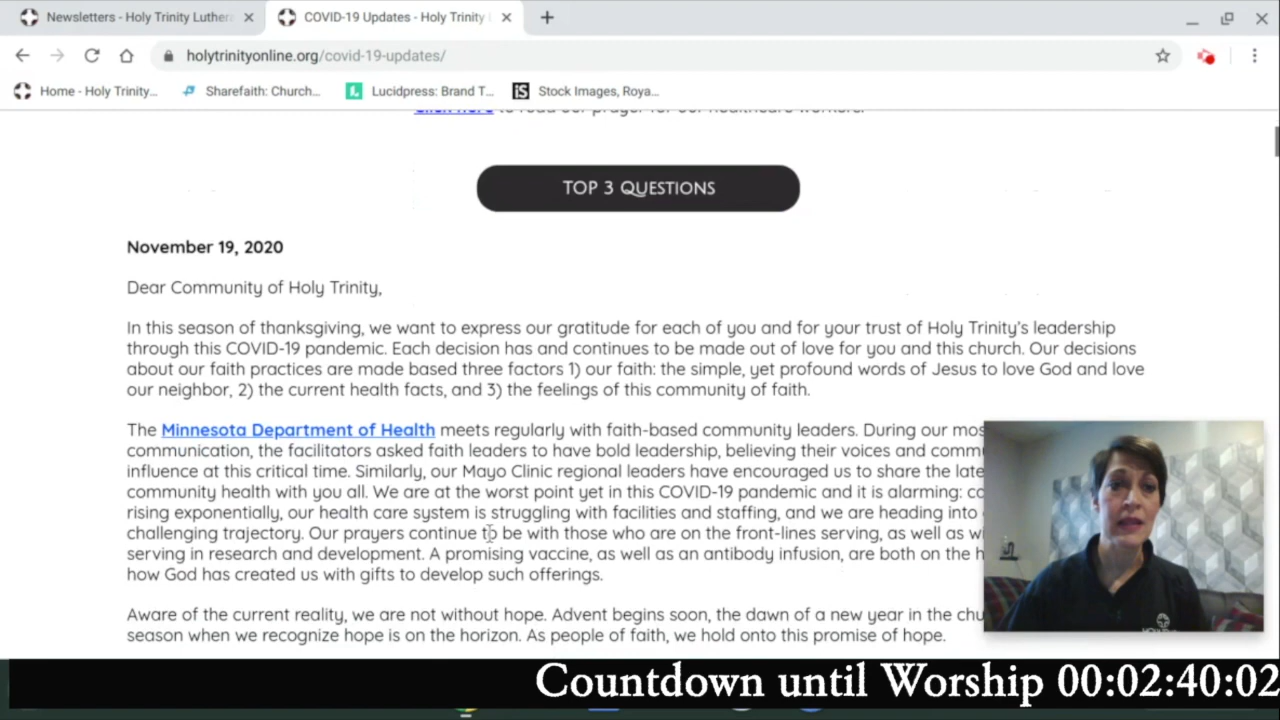 Newsletters - Holy Trinity Luther
COVID-19 Updates - Holy Trinity
holytrinityonline.org/covid-19-updates/
Home - Holy Trinity...
Sharefaith: Church...
Lucidpress: Brand T...
iS
Stock Images, Roya...
Click here to read our prayer for our healthcare workers.
TOP 3 QUESTIONS
November 19, 2020
Dear Community of Holy Trinity,
In this season of thanksgiving, we want to express our gratitude for each of you and for your trust of Holy Trinity's leadership
through this COVID-19 pandemic. Each decision has and continues to be made out of love for you and this church. Our decisions
about our faith practices are made based three factors 1) our faith: the simple, yet profound words of Jesus to love God and love
our neighbor, 2) the current health facts, and 3) the feelings of this community of faith.
The Minnesota Department of Health meets regularly with faith-based community leaders. During our mos
communication, the facilitators asked faith leaders to have bold leadership, believing their voices and comm
influence at this critical time. Similarly, our Mayo Clinic regional leaders have encouraged us to share the late
community health with you all. We are at the worst point yet in this COVID-19 pandemic and it is alarming: ca
rising exponentially, our health care system is struggling with facilities and staffing, and we are heading into
challenging trajectory. Our prayers continue to be with those who are on the front-lines serving, as well as wi
serving in research and development. A promising vaccine, as well as an antibody infusion, are both on the h
how God has created us with gifts to develop such offerings.
Aware of the current reality, we are not without hope. Advent begins soon, the dawn of a new year in the chu
season when we recognize hope is on the horizon. As people of faith, we hold onto this promise of hope.
Countdown until Worship 00:02:40:02